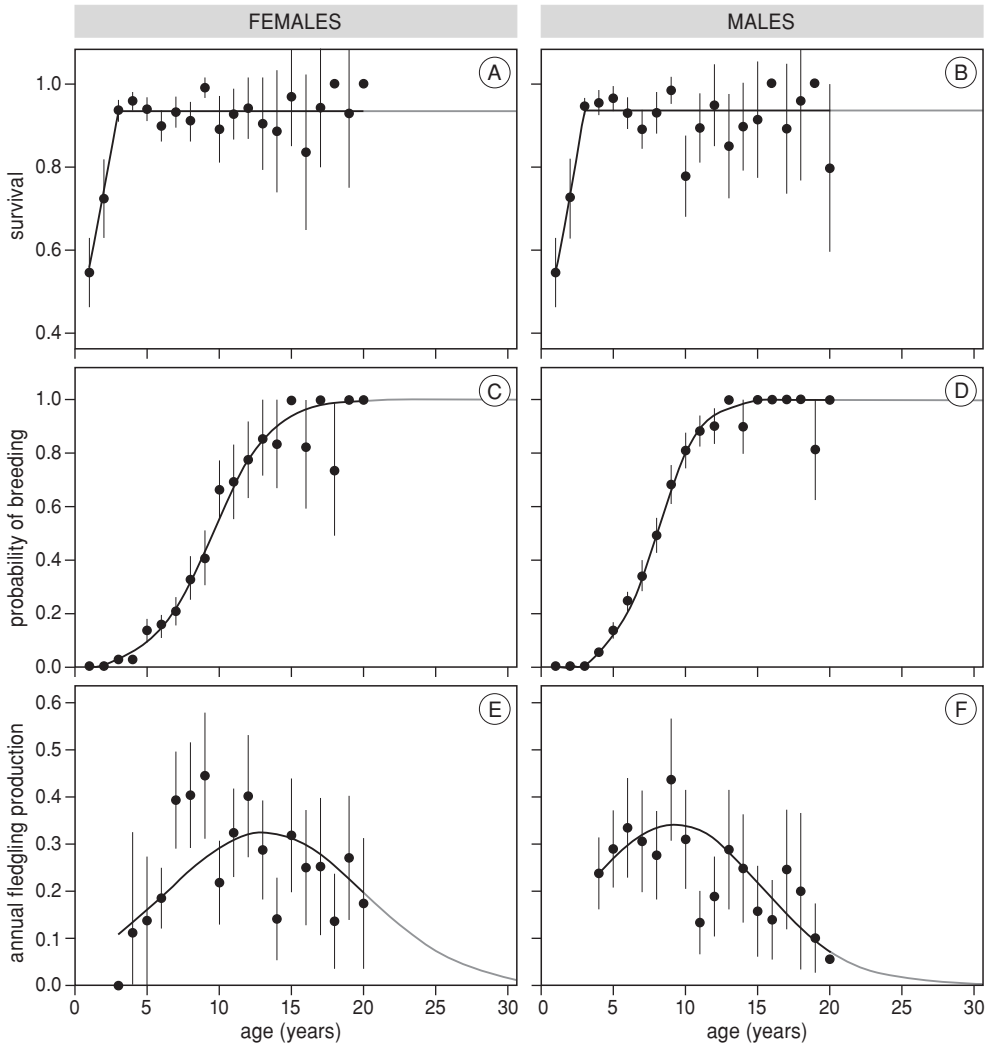 FEMALES
MALES
A
B
survival
1.0
0.8
0.6
0.4
C
D
probability of breeding
1.0
0.8
0.6
0.4
0.2
0.0
E
F
annual fledgling production
0.6
0.5
0.4
0.3
0.2
0.1
0.0
0 5 10 15 20 25 30
0 5 10 15 20 25 30
age (years)
age (years)